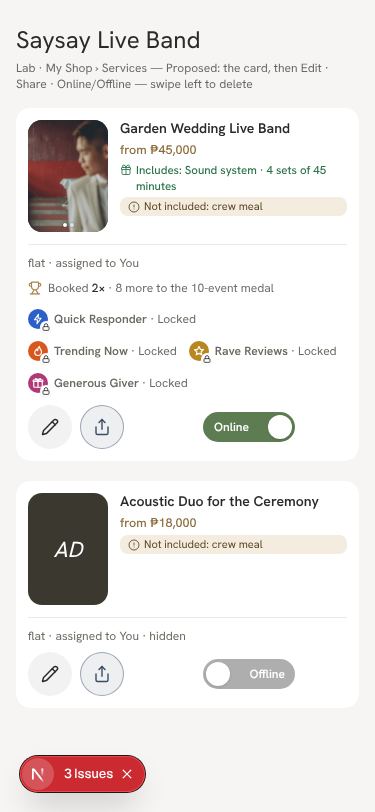 Saysay Live Band
Lab · My Shop › Services — Proposed: the card, then Edit ·
Share · Online/Offline — swipe left to delete
Garden Wedding Live Band
from ₱45,000
Includes: Sound system · 4 sets of 45
minutes
Not included: crew meal
flat · assigned to You
Booked 2× · 8 more to the 10-event medal
Quick Responder · Locked
Trending Now · Locked
Rave Reviews · Locked
Generous Giver · Locked
Online
AD
Acoustic Duo for the Ceremony
from ₱18,000
Not included: crew meal
flat · assigned to You · hidden
Offline
N
3 Issues